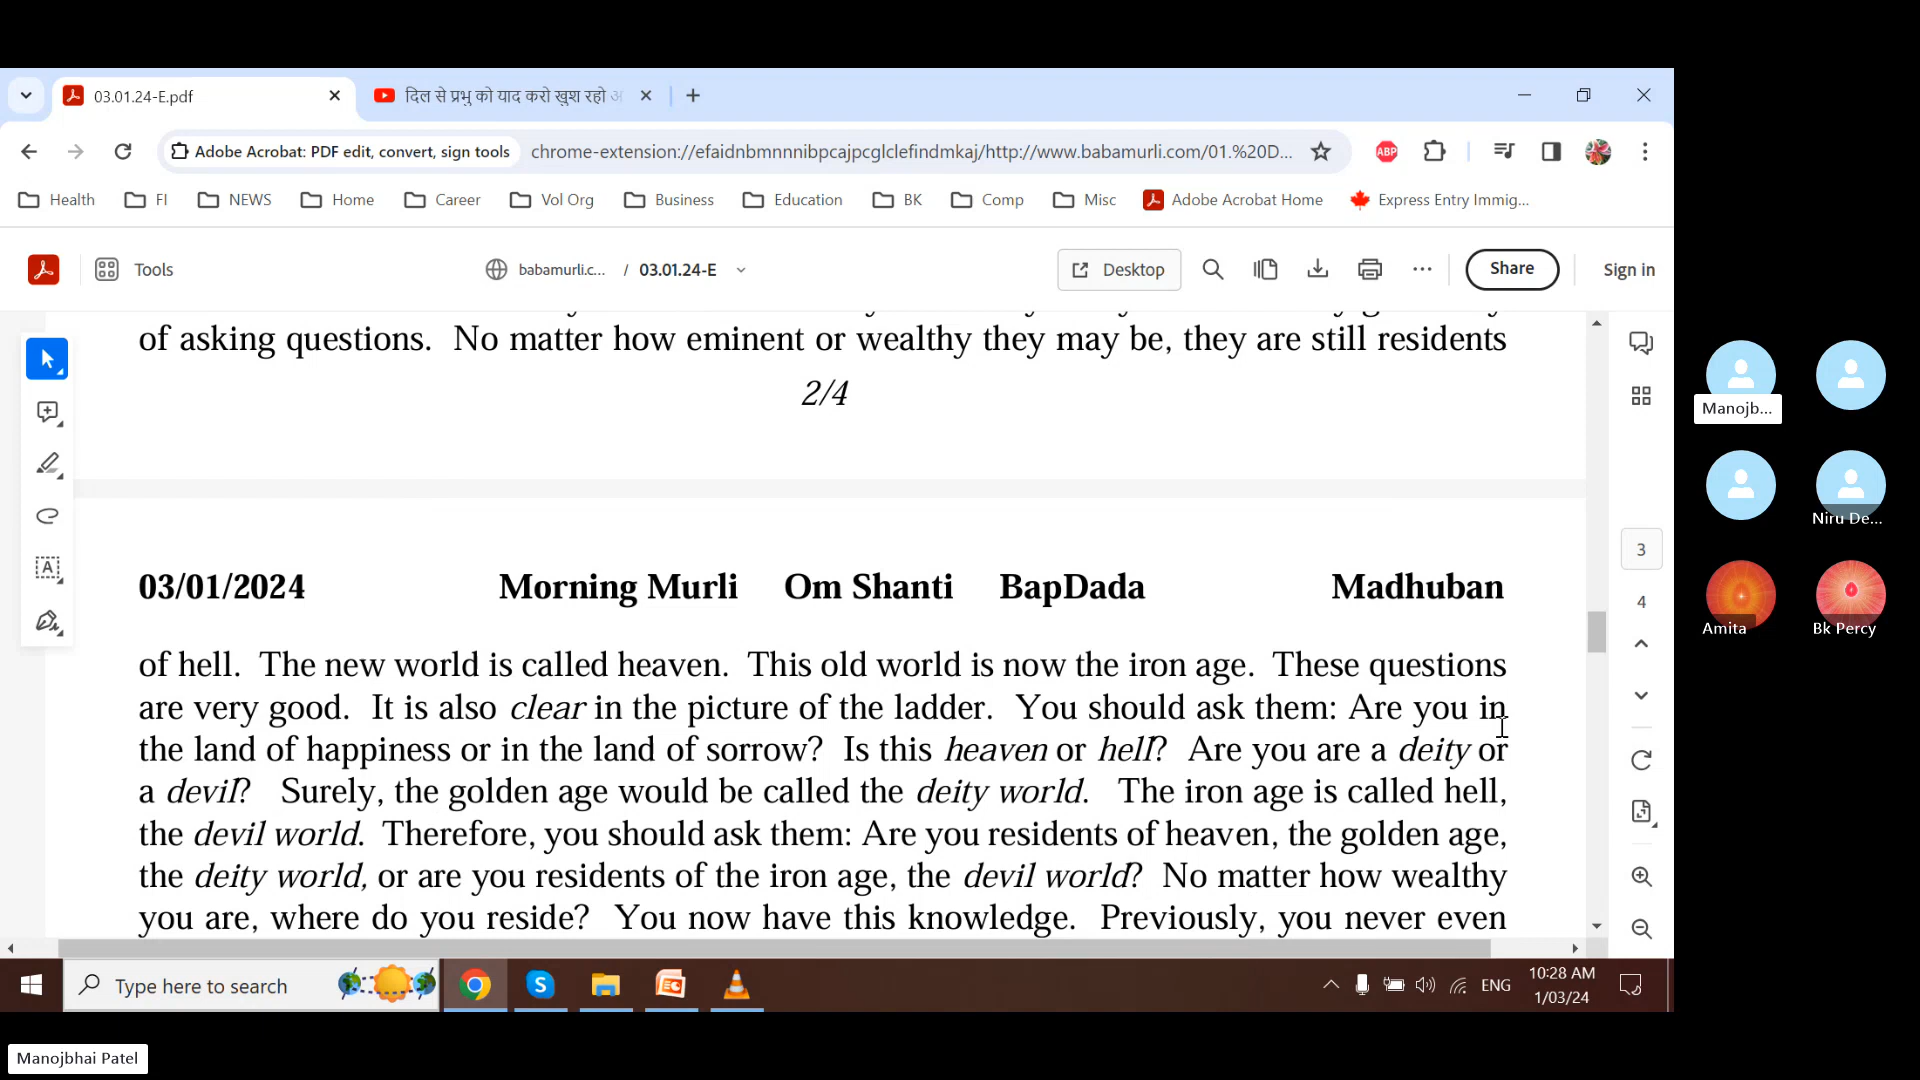 03.01.24-E.pdf
दिल से प्रभु को याद करो खुश रहो
Adobe Acrobat: PDF edit, convert, sign tools
chrome-extension://efaidnbmnnnibpcajpcglclefindmkaj/http://www.babamurli.com/01.%20D...
ABP
Health
FI
NEWS
Home
Career
Vol Org
Business
Education
BK
Comp
Misc
Adobe Acrobat Home
Express Entry Immig...
Tools
babamurli.c... / 03.01.24-E
Desktop
Share
Sign in
of asking questions. No matter how eminent or wealthy they may be, they are still residents
2/4
03/01/2024 Morning Murli Om Shanti BapDada Madhuban
of hell. The new world is called heaven. This old world is now the iron age. These questions
are very good. It is also clear in the picture of the ladder. You should ask them: Are you in
the land of happiness or in the land of sorrow? Is this heaven or hell? Are you are a deity or
a devil? Surely, the golden age would be called the deity world. The iron age is called hell,
the devil world. Therefore, you should ask them: Are you residents of heaven, the golden age,
the deity world, or are you residents of the iron age, the devil world? No matter how wealthy
you are, where do you reside? You now have this knowledge. Previously, you never even
3
4
Manojb...
Niru De...
Amita
Bk Percy
Type here to search
ENG
10:28 AM
1/03/24
Manojbhai Patel